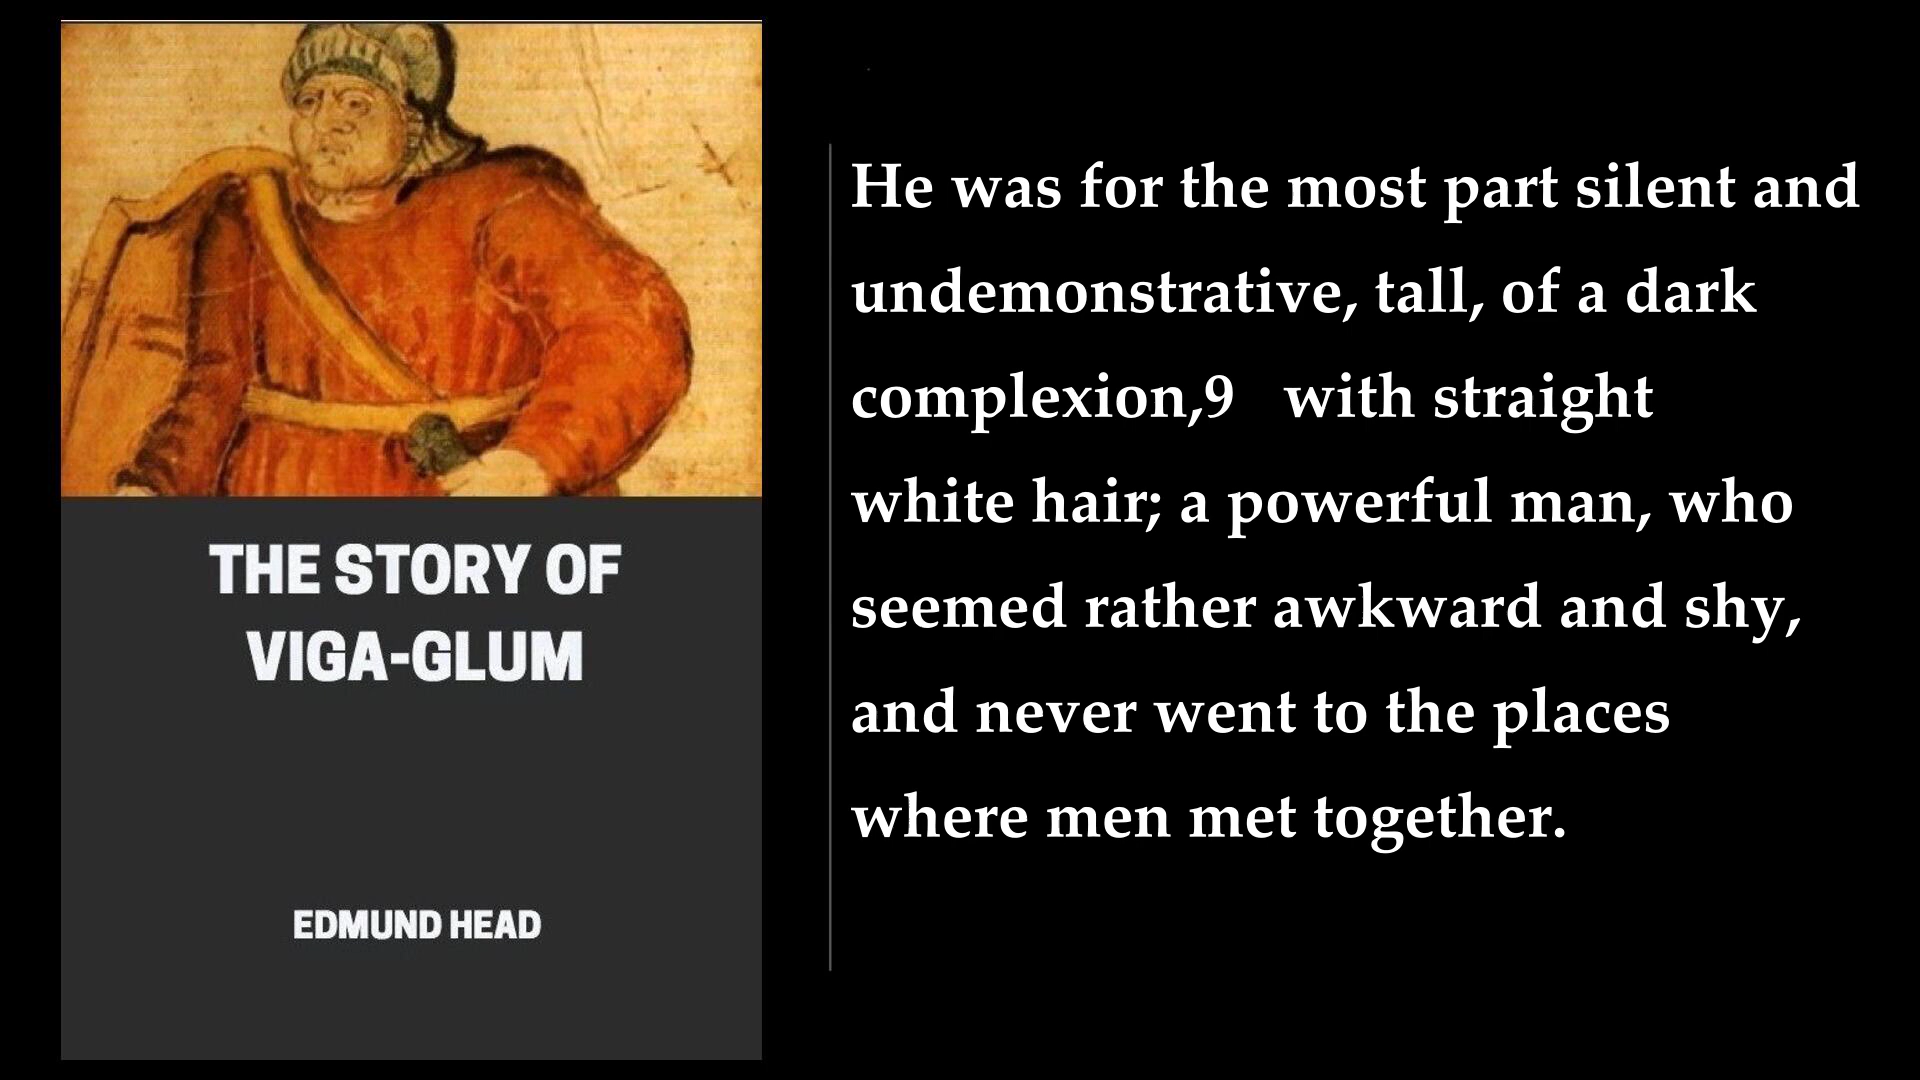 THE STORY OF
VIGA-GLUM
EDMUND HEAD
He was for the most part silent and
undemonstrative, tall, of a dark
complexion,9 with straight
white hair; a powerful man, who
seemed rather awkward and shy,
and never went to the places
where men met together.